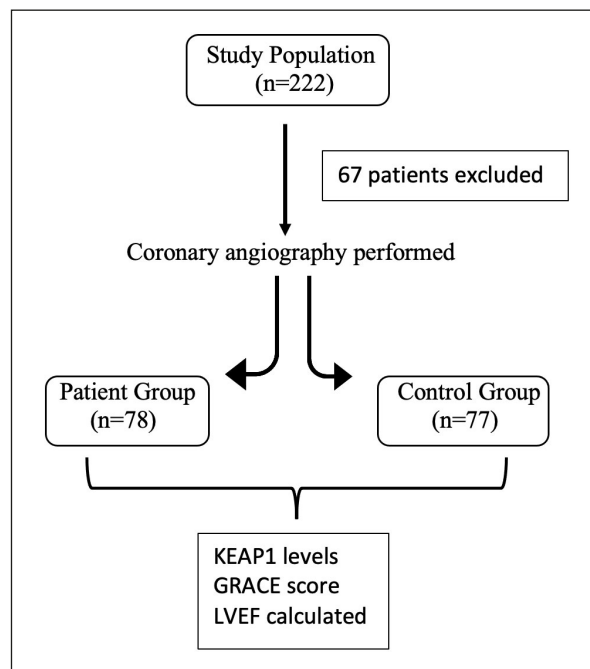 Study Population
(n=222)
67 patients excluded
Coronary angiography performed
Patient Group
(n=78)
Control Group
(n=77)
KEAP1 levels
GRACE score
LVEF calculated